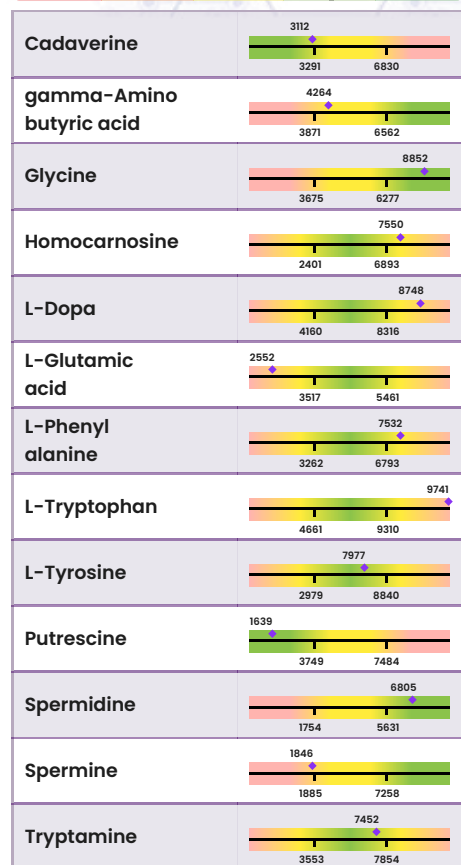 Cadaverine
3112
3291 6830
gamma-Amino
butyric acid
4264
3871 6562
Glycine
8852
3675 6277
Homocarnosine
7550
2401 6893
L-Dopa
8748
4160 8316
L-Glutamic
acid
2552
3517 5461
L-Phenyl
alanine
7532
3262 6793
L-Tryptophan
9741
4661 9310
L-Tyrosine
7977
2979 8840
Putrescine
1639
3749 7484
Spermidine
6805
1754 5631
Spermine
1846
1885 7258
Tryptamine
7452
3553 7854